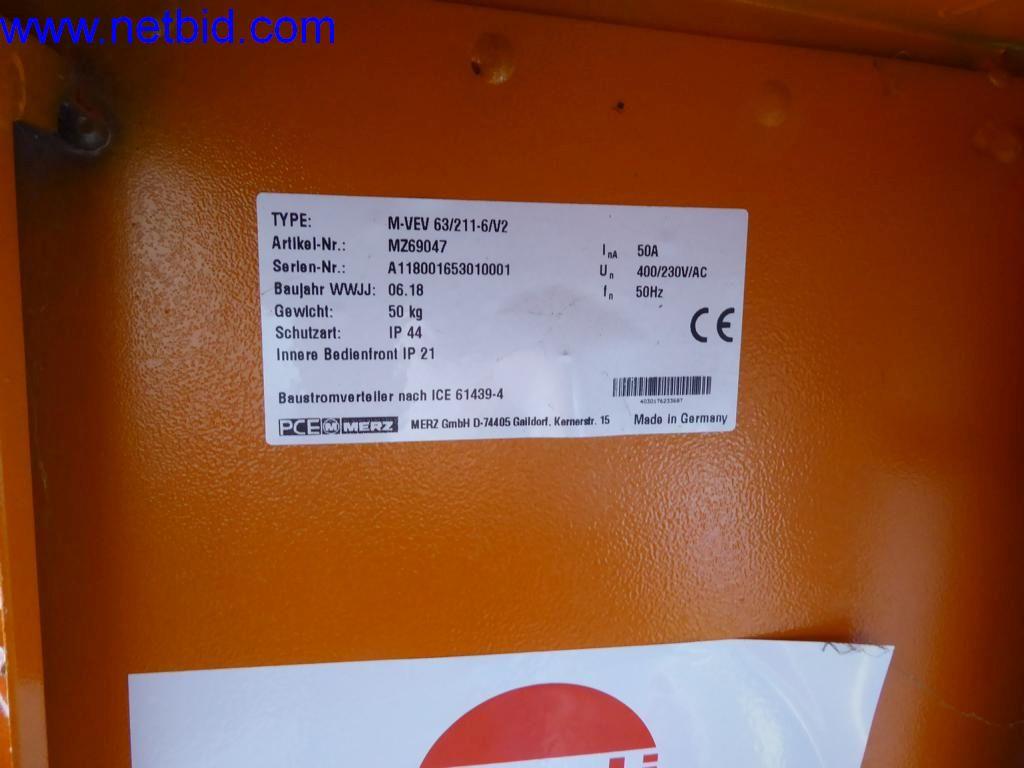 www.netbid.com
TYPE: M-VEV 63/211-6/V2
Artikel-Nr.: MZ69047
Serien-Nr.: A118001653010001
Baujahr WWJJ: 06.18
Gewicht: 50 kg
Schutzart: IP 44
Innere Bedienfront IP 21
InA 50A
Un 400/230V/AC
fn 50Hz
CE
Baustromverteiler nach ICE 61439-4
4030176233687
PCE M MERZ MERZ GmbH D-74405 Gaildorf, Kernerstr. 15 Made in Germany